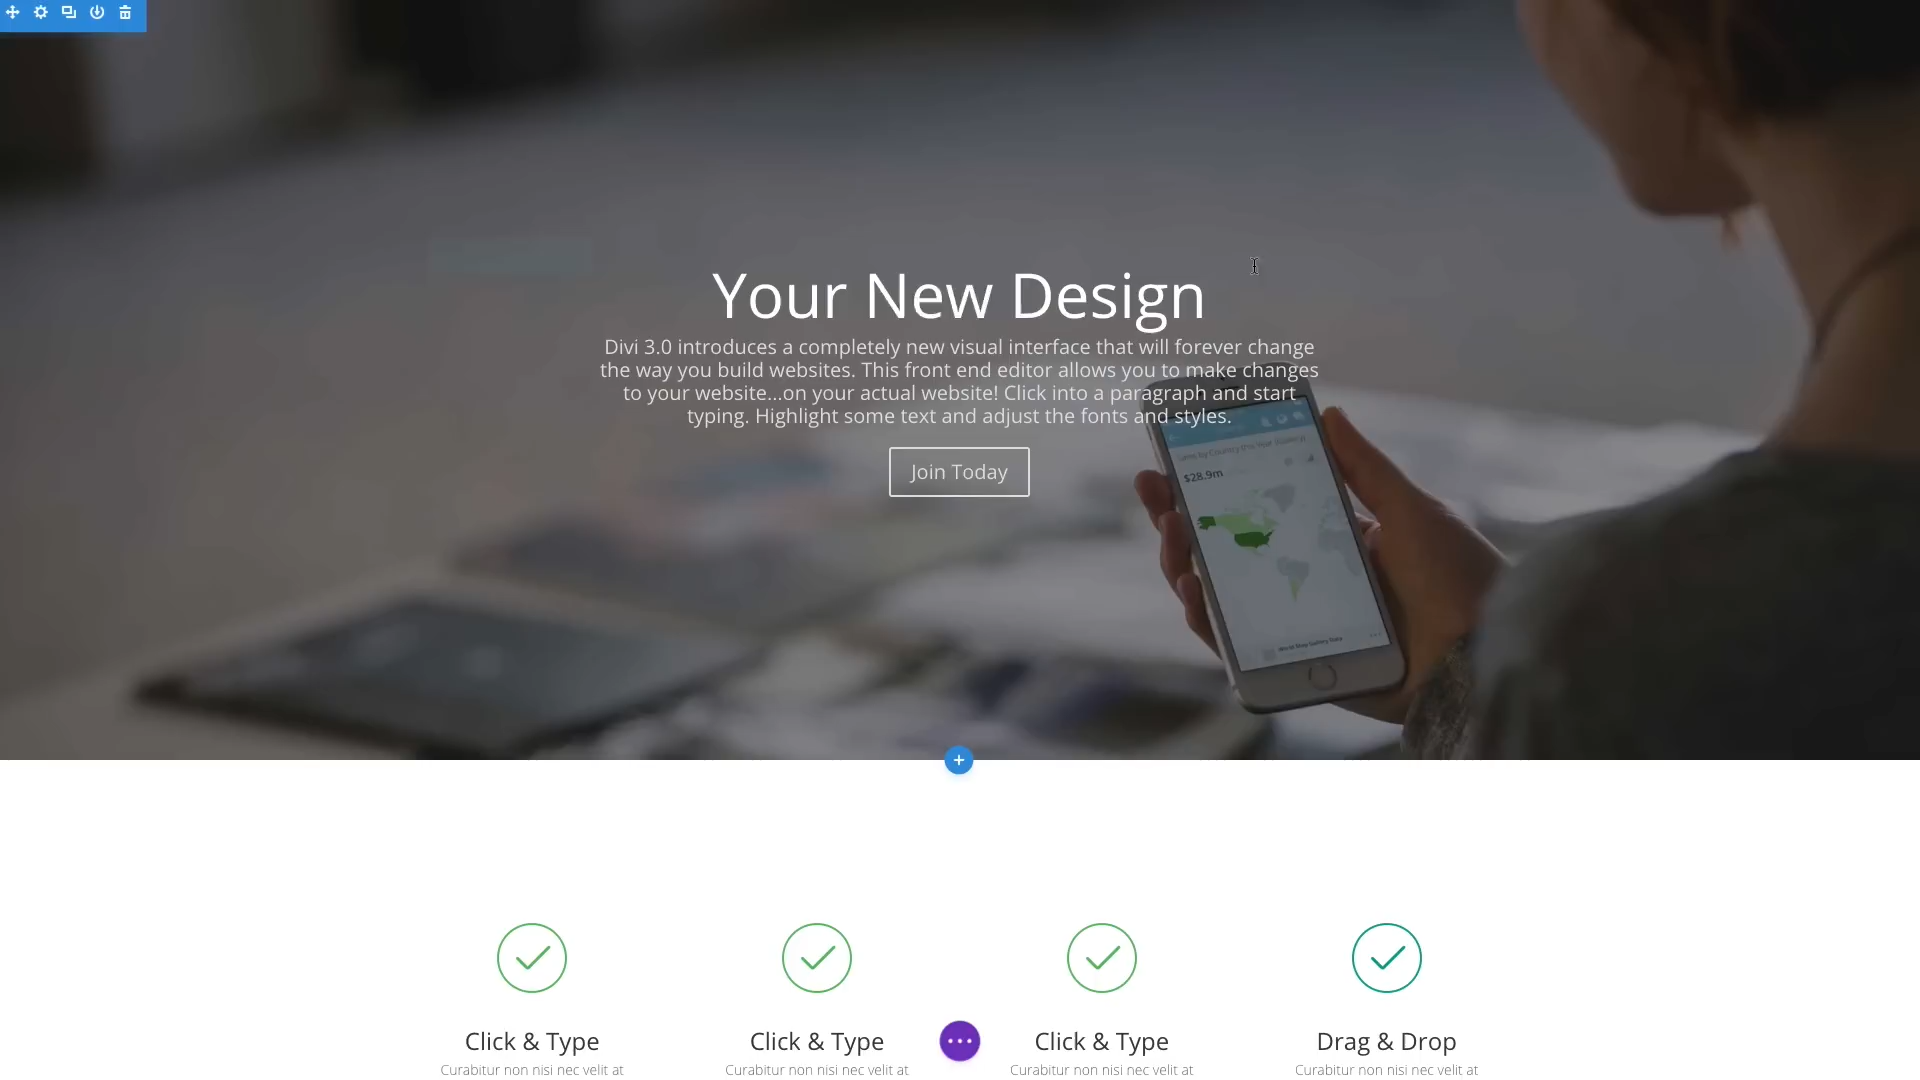 Your New Design
Divi 3.0 introduces a completely new visual interface that will forever change
the way you build websites. This front end editor allows you to make changes
to your website...on your actual website! Click into a paragraph and start
typing. Highlight some text and adjust the fonts and styles.
Join Today
$28.9m
Click & Type
Click & Type
Click & Type
Drag & Drop
Curabitur non nisi nec velit at
Curabitur non nisi nec velit at
Curabitur non nisi nec velit at
Curabitur non nisi nec velit at